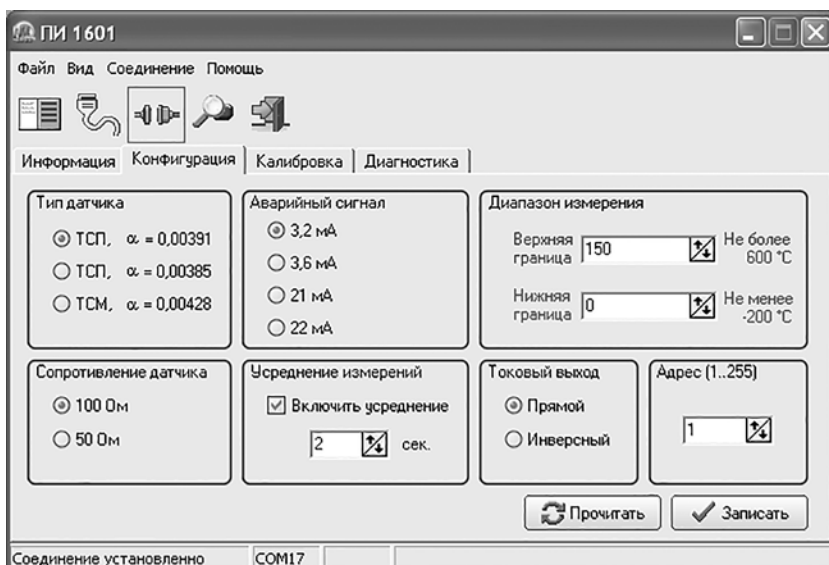 ПИ 1601
Файл Вид Соединение Помощь
Информация Конфигурация Калибровка Диагностика
Тип датчика
ТСП, α = 0,00391
ТСП, α = 0,00385
ТСМ, α = 0,00428
Аварийный сигнал
3,2 мА
3,6 мА
21 мА
22 мА
Диапазон измерения
Верхняя граница 150 Не более 600 °C
Нижняя граница 0 Не менее -200 °C
Сопротивление датчика
100 Ом
50 Ом
Усреднение измерений
Включить усреднение
2 сек.
Токовый выход
Прямой
Инверсный
Адрес (1..255)
1
Прочитать Записать
Соединение установленно COM17